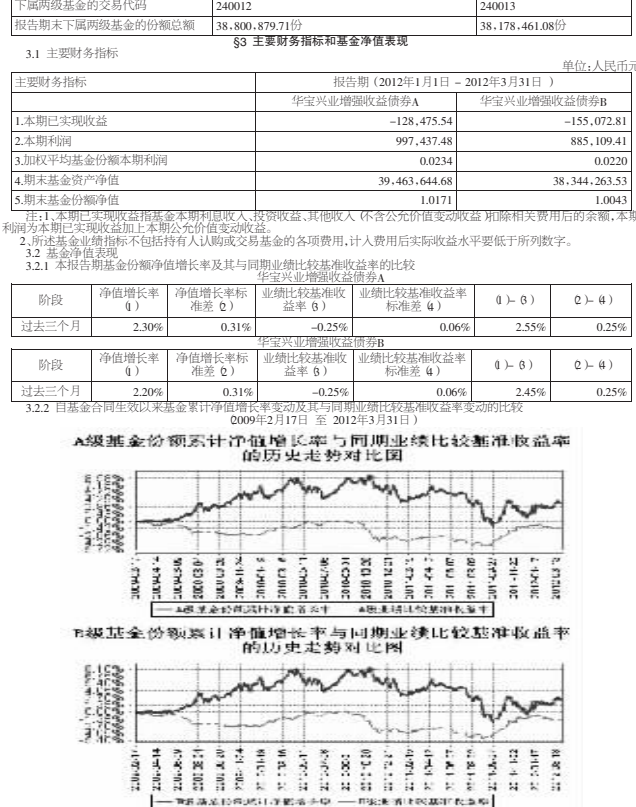 下属两级基金的交易代码 240012 240013
报告期末下属两级基金的份额总额 38,800,879.71份 38,178,461.08份
§3 主要财务指标和基金净值表现
3.1 主要财务指标
单位:人民币元
主要财务指标 报告期(2012年1月1日 - 2012年3月31日 )
华宝兴业增强收益债券A 华宝兴业增强收益债券B
1.本期已实现收益 -128,475.54 -155,072.81
2.本期利润 997,437.48 885,109.41
3.加权平均基金份额本期利润 0.0234 0.0220
4.期末基金资产净值 39,463,644.68 38,344,263.53
5.期末基金份额净值 1.0171 1.0043
注:1、本期已实现收益指基金本期利息收入、投资收益、其他收入(不含公允价值变动收益)扣除相关费用后的余额,本期
利润为本期已实现收益加上本期公允价值变动收益。
2、所述基金业绩指标不包括持有人认购或交易基金的各项费用,计入费用后实际收益水平要低于所列数字。
3.2 基金净值表现
3.2.1 本报告期基金份额净值增长率及其与同期业绩比较基准收益率的比较
华宝兴业增强收益债券A
阶段 净值增长率(1) 净值增长率标准差(2) 业绩比较基准收益率(3) 业绩比较基准收益率标准差(4) (1)-(3) (2)-(4)
过去三个月 2.30% 0.31% -0.25% 0.06% 2.55% 0.25%
华宝兴业增强收益债券B
阶段 净值增长率(1) 净值增长率标准差(2) 业绩比较基准收益率(3) 业绩比较基准收益率标准差(4) (1)-(3) (2)-(4)
过去三个月 2.20% 0.31% -0.25% 0.06% 2.45% 0.25%
3.2.2 自基金合同生效以来基金累计净值增长率变动及其与同期业绩比较基准收益率变动的比较
(2009年2月17日 至 2012年3月31日)
A级基金份额累计净值增长率与同期业绩比较基准收益率
的历史走势对比图
A级基金份额累计净值增长率 A级业绩比较基准收益率
B级基金份额累计净值增长率与同期业绩比较基准收益率
的历史走势对比图